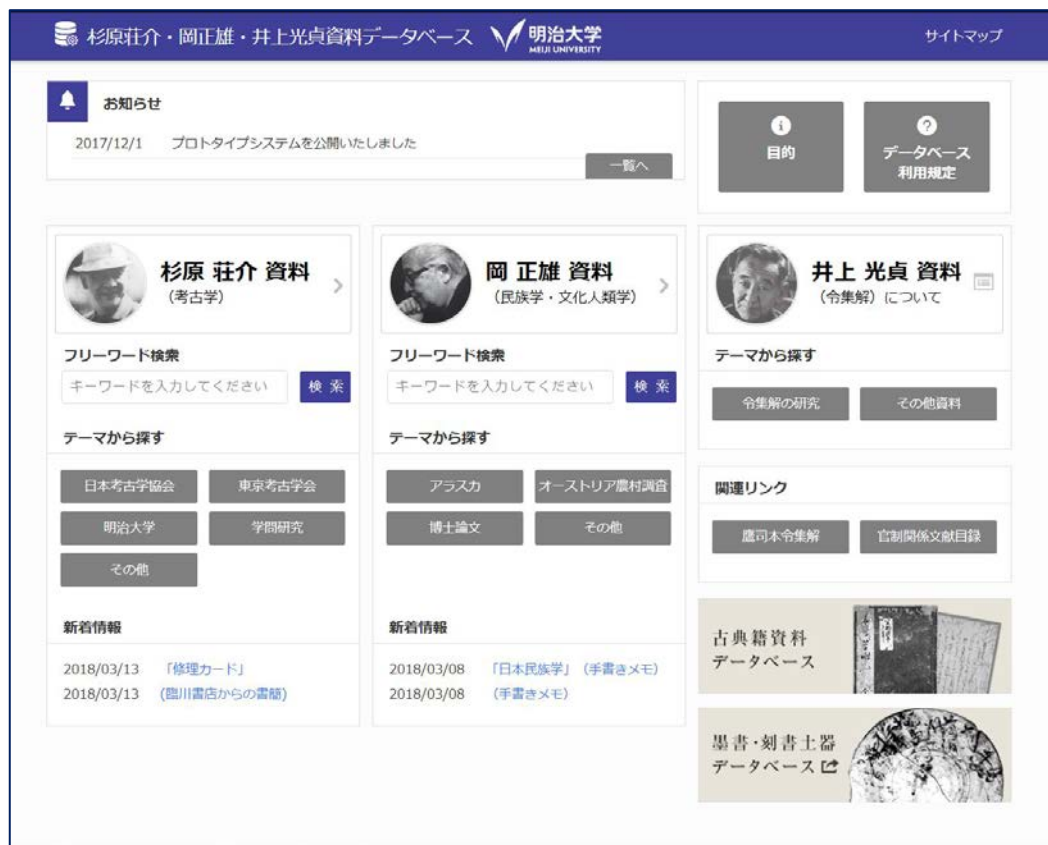 杉原荘介・岡正雄・井上光貞資料データベース 明治大学 MEIJI UNIVERSITY サイトマップ
お知らせ
2017/12/1 プロトタイプシステムを公開いたしました
一覧へ
目的
データベース
利用規定
杉原 荘介 資料
(考古学)
フリーワード検索
キーワードを入力してください 検 索
テーマから探す
日本考古学協会 東京考古学会
明治大学 学問研究
その他
新着情報
2018/03/13 「修理カード」
2018/03/13 (臨川書店からの書簡)
岡 正雄 資料
(民族学・文化人類学)
フリーワード検索
キーワードを入力してください 検 索
テーマから探す
アラスカ オーストリア農村調査
博士論文 その他
新着情報
2018/03/08 「日本民族学」(手書きメモ)
2018/03/08 (手書きメモ)
井上 光貞 資料
(令集解)について
テーマから探す
令集解の研究 その他資料
関連リンク
鷹司本令集解 官制関係文献目録
古典籍資料
データベース
墨書・刻書土器
データベース